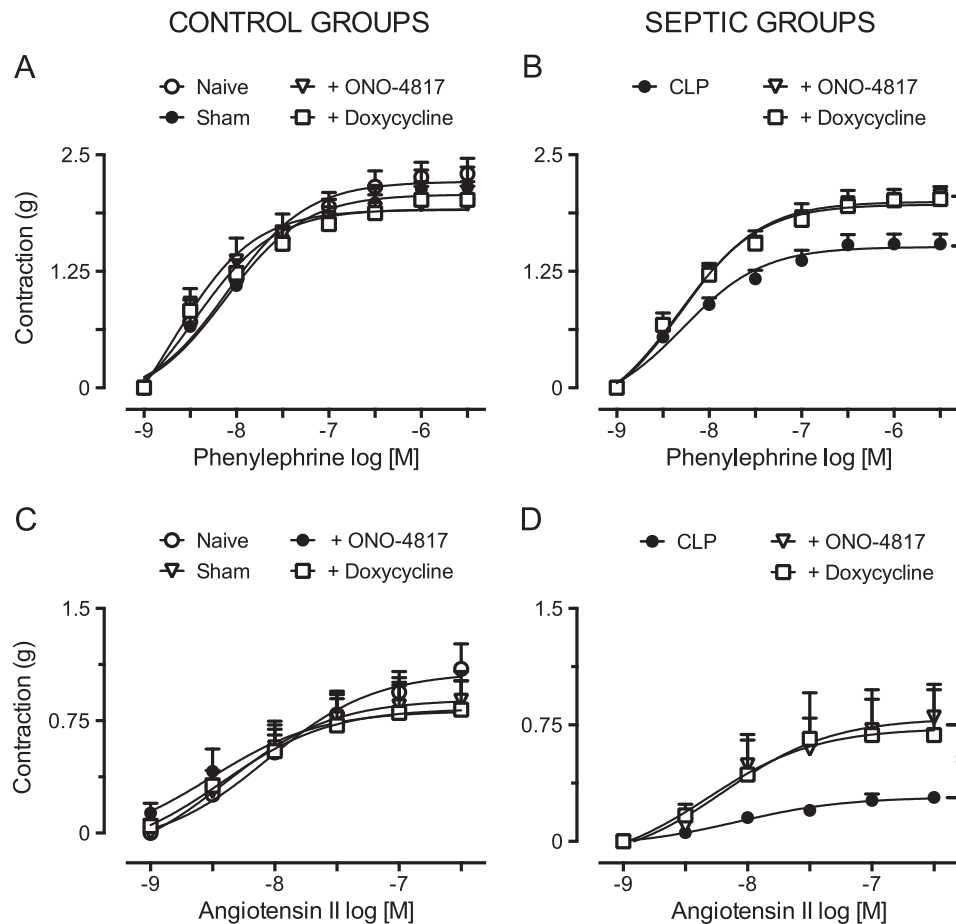 CONTROL GROUPS
SEPTIC GROUPS
A
Naive
+ ONO-4817
Sham
+ Doxycycline
Contraction (g)
2.5
1.25
0
-9
-8
-7
-6
Phenylephrine log [M]
B
CLP
+ ONO-4817
+ Doxycycline
2.5
1.25
0
-9
-8
-7
-6
Phenylephrine log [M]
C
Naive
+ ONO-4817
Sham
+ Doxycycline
Contraction (g)
1.5
0.75
0
-9
-8
-7
Angiotensin II log [M]
D
CLP
+ ONO-4817
+ Doxycycline
1.5
0.75
0
-9
-8
-7
Angiotensin II log [M]